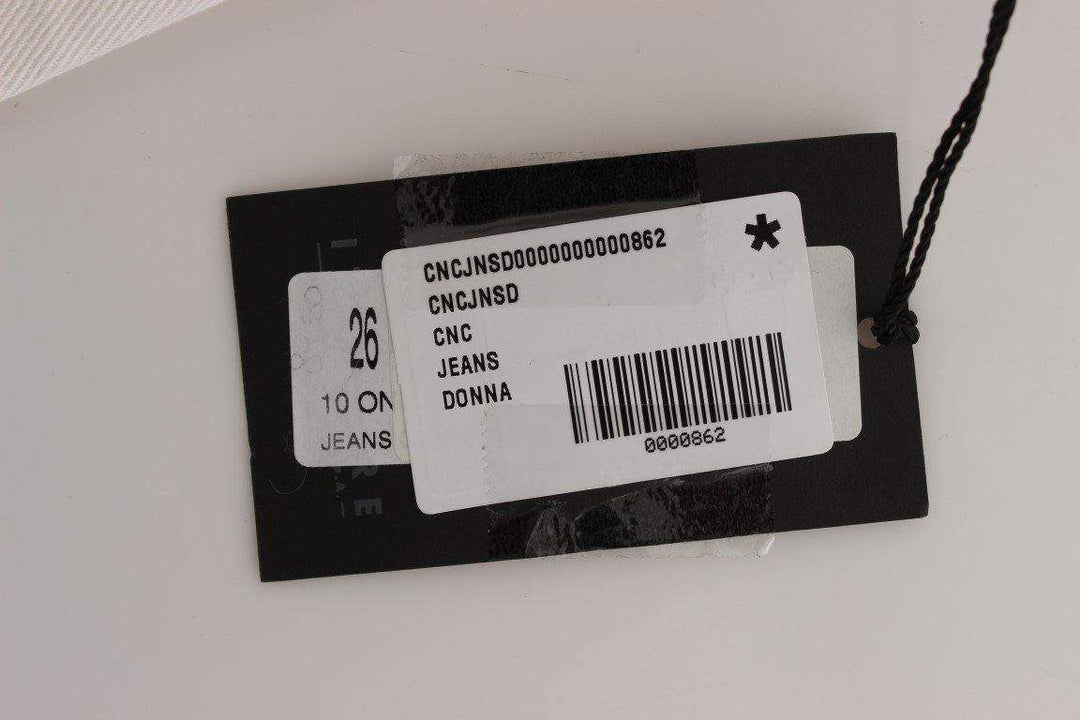 CNCJNSD0000000000862
*
CNCJNSD
CNC
JEANS
DONNA
0000862
26
10 ON
JEANS